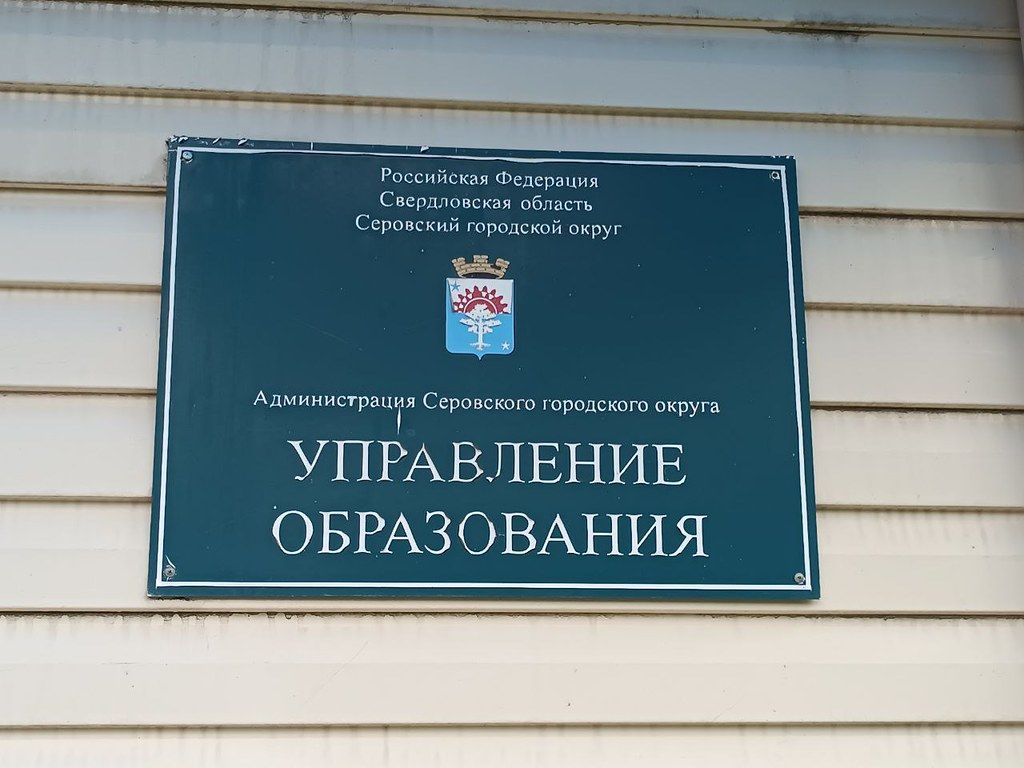 Российская Федерация
Свердловская область
Серовский городской округ
Администрация Серовского городского округа
УПРАВЛЕНИЕ
ОБРАЗОВАНИЯ